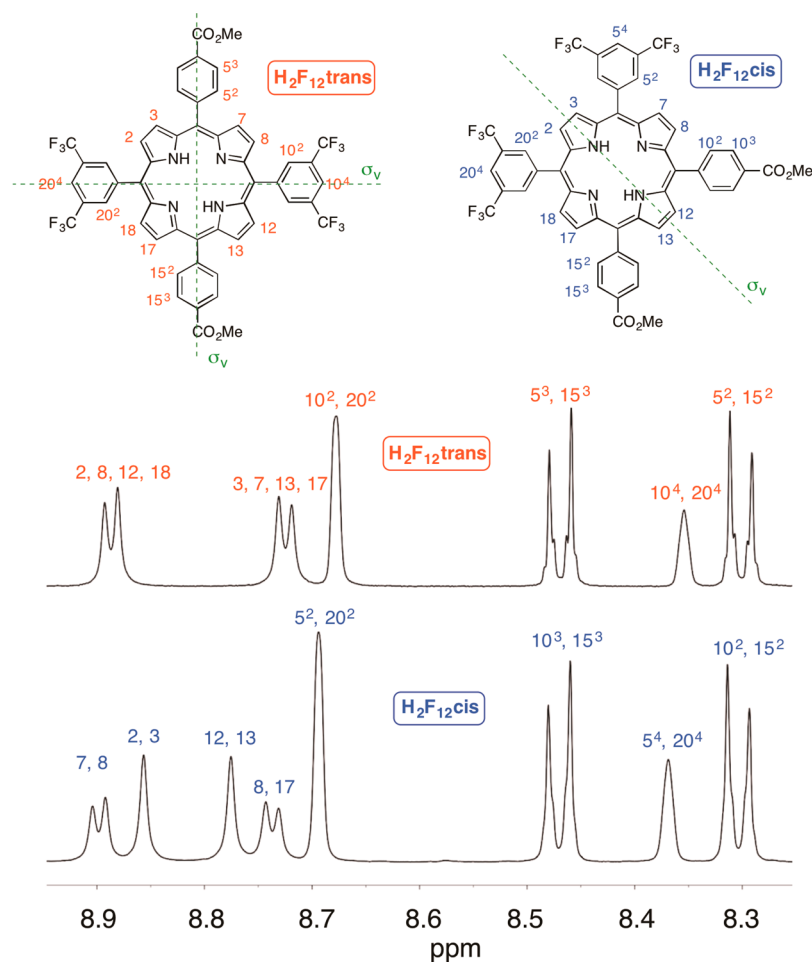 CO₂Me
5³
5²
H₂F₁₂trans
3
7
2
8
10²
CF₃
F₃C
NH
N
20⁴
10⁴
σᵥ
N
HN
20²
F₃C
CF₃
18
12
17
13
15²
15³
CO₂Me
σᵥ
5⁴
F₃C
CF₃
5²
H₂F₁₂cis
3
7
2
8
CF₃
20²
10²
10³
NH
N
20⁴
CO₂Me
N
HN
F₃C
18
12
17
13
15²
15³
σᵥ
CO₂Me
10², 20²
5³, 15³
5², 15²
H₂F₁₂trans
2, 8, 12, 18
3, 7, 13, 17
10⁴, 20⁴
5², 20²
10³, 15³
10², 15²
H₂F₁₂cis
2, 3
12, 13
5⁴, 20⁴
7, 8
8, 17
8.9 8.8 8.7 8.6 8.5 8.4 8.3
ppm